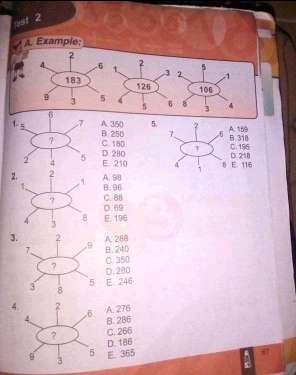 Test 2
A. Example:
2
4 6
183
9 3 5
2
1 3
126
4 5 6
5
2 1
106
8 3 4
1.
6
5 7
?
2 4 5
A. 350
B. 250
C. 180
D. 280
E. 210
2.
2
1 1
?
4 3 8
A. 98
B. 96
C. 88
D. 69
E. 196
3.
2
7 9
?
3 8 5
A. 268
B. 240
C. 350
D. 280
E. 246
4.
2
4 6
?
9 3 5
A. 276
B. 286
C. 266
D. 186
E. 365
5.
2
7 6
?
4 1 8
A. 159
B. 318
C. 195
D. 218
E. 116